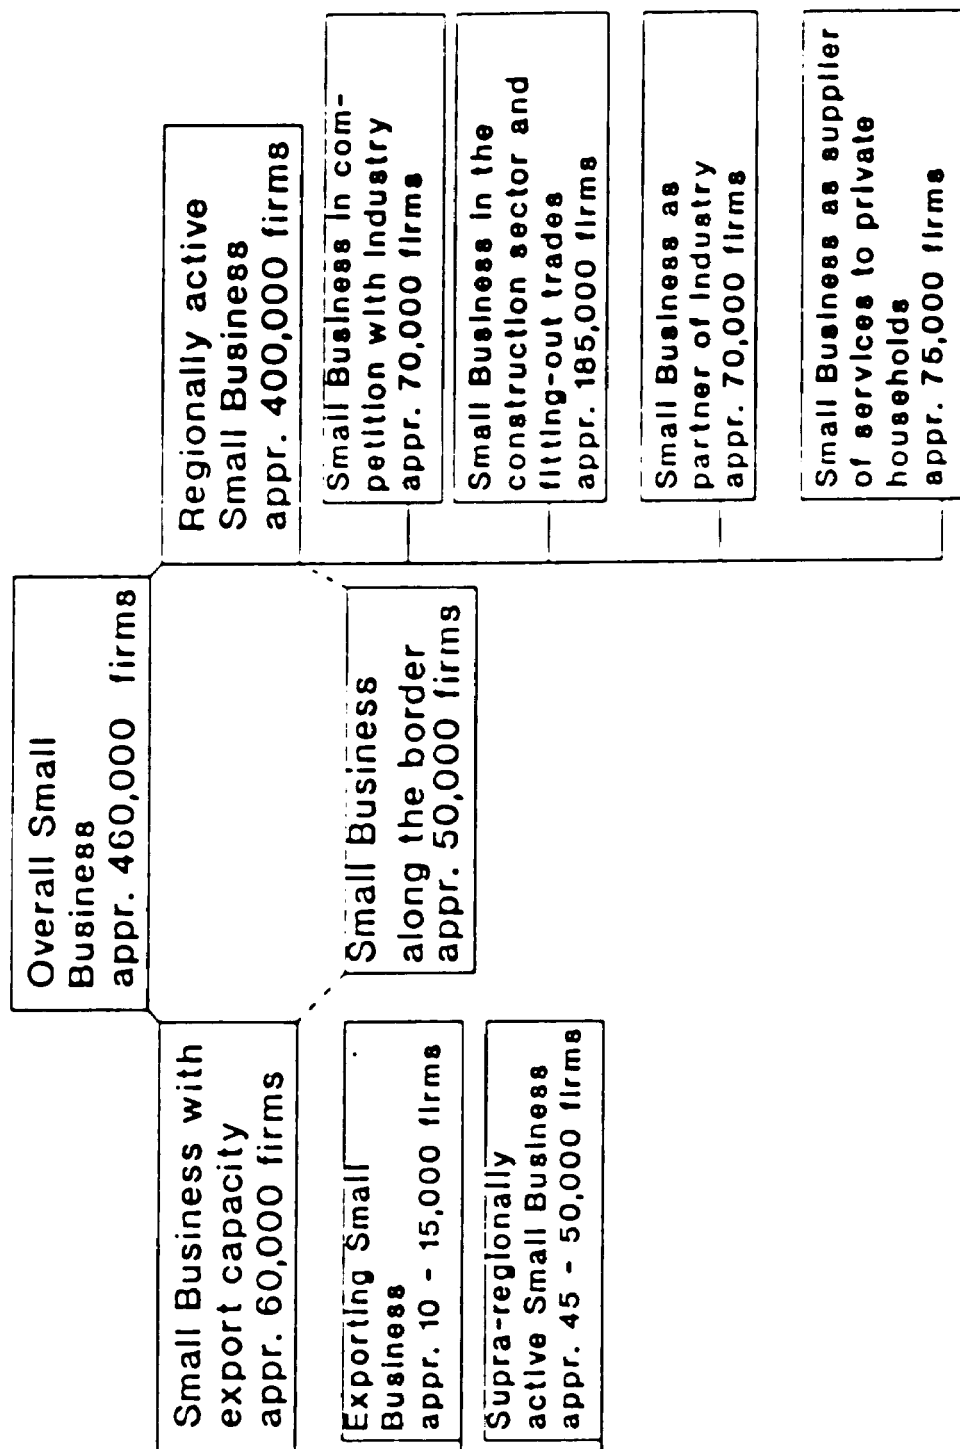 Overall Small
Business
appr. 460,000 firms
Small Business with
export capacity
appr. 60,000 firms
Regionally active
Small Business
appr. 400,000 firms
Small Business
along the border
appr. 50,000 firms
Exporting Small
Business
appr. 10 - 15,000 firms
Supra-regionally
active Small Business
appr. 45 - 50,000 firms
Small Business in com-
petition with Industry
appr. 70,000 firms
Small Business in the
construction sector and
fitting-out trades
appr. 185,000 firms
Small Business as
partner of Industry
appr. 70,000 firms
Small Business as supplier
of services to private
households
appr. 75,000 firms